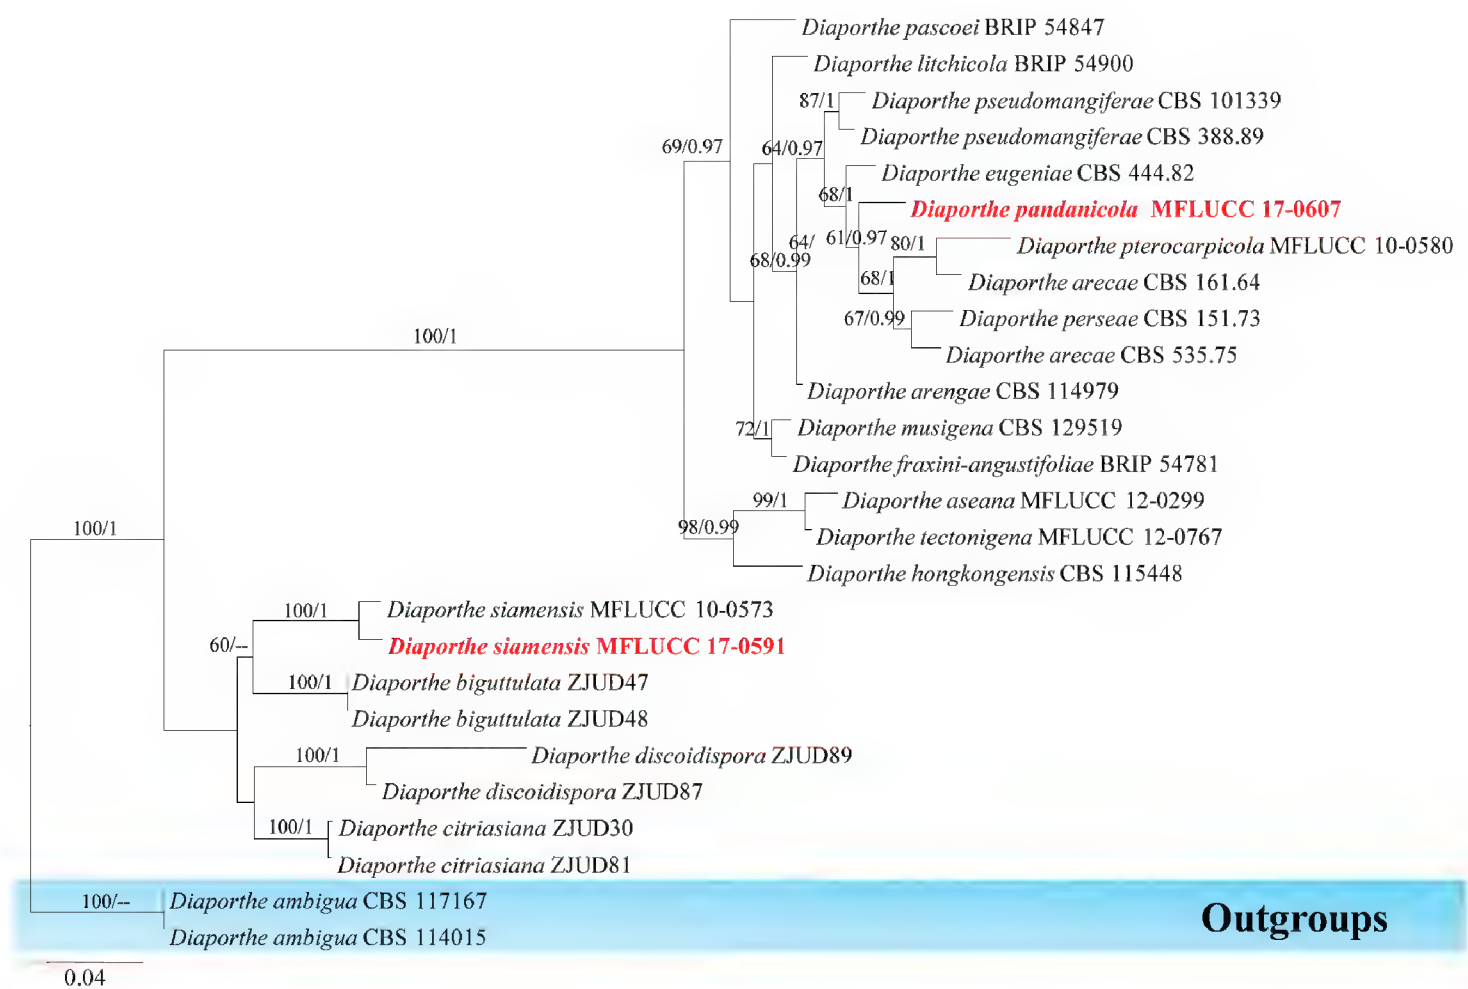 Diaporthe pascoei BRIP 54847
Diaporthe litchicola BRIP 54900
87/1
Diaporthe pseudomangiferae CBS 101339
Diaporthe pseudomangiferae CBS 388.89
69/0.97
64/0.97
Diaporthe eugeniae CBS 444.82
68/1
Diaporthe pandanicola MFLUCC 17-0607
64/
61/0.97
80/1
Diaporthe pterocarpicola MFLUCC 10-0580
68/0.99
68/1
Diaporthe arecae CBS 161.64
67/0.99
Diaporthe perseae CBS 151.73
100/1
Diaporthe arecae CBS 535.75
Diaporthe arengae CBS 114979
72/1
Diaporthe musigena CBS 129519
Diaporthe fraxini-angustifoliae BRIP 54781
99/1
Diaporthe aseana MFLUCC 12-0299
100/1
98/0.99
Diaporthe tectonigena MFLUCC 12-0767
Diaporthe hongkongensis CBS 115448
100/1
Diaporthe siamensis MFLUCC 10-0573
60/--
Diaporthe siamensis MFLUCC 17-0591
100/1
Diaporthe biguttulata ZJUD47
Diaporthe biguttulata ZJUD48
100/1
Diaporthe discoidispora ZJUD89
Diaporthe discoidispora ZJUD87
100/1
Diaporthe citriasiana ZJUD30
Diaporthe citriasiana ZJUD81
100/--
Diaporthe ambigua CBS 117167
Outgroups
Diaporthe ambigua CBS 114015
0.04